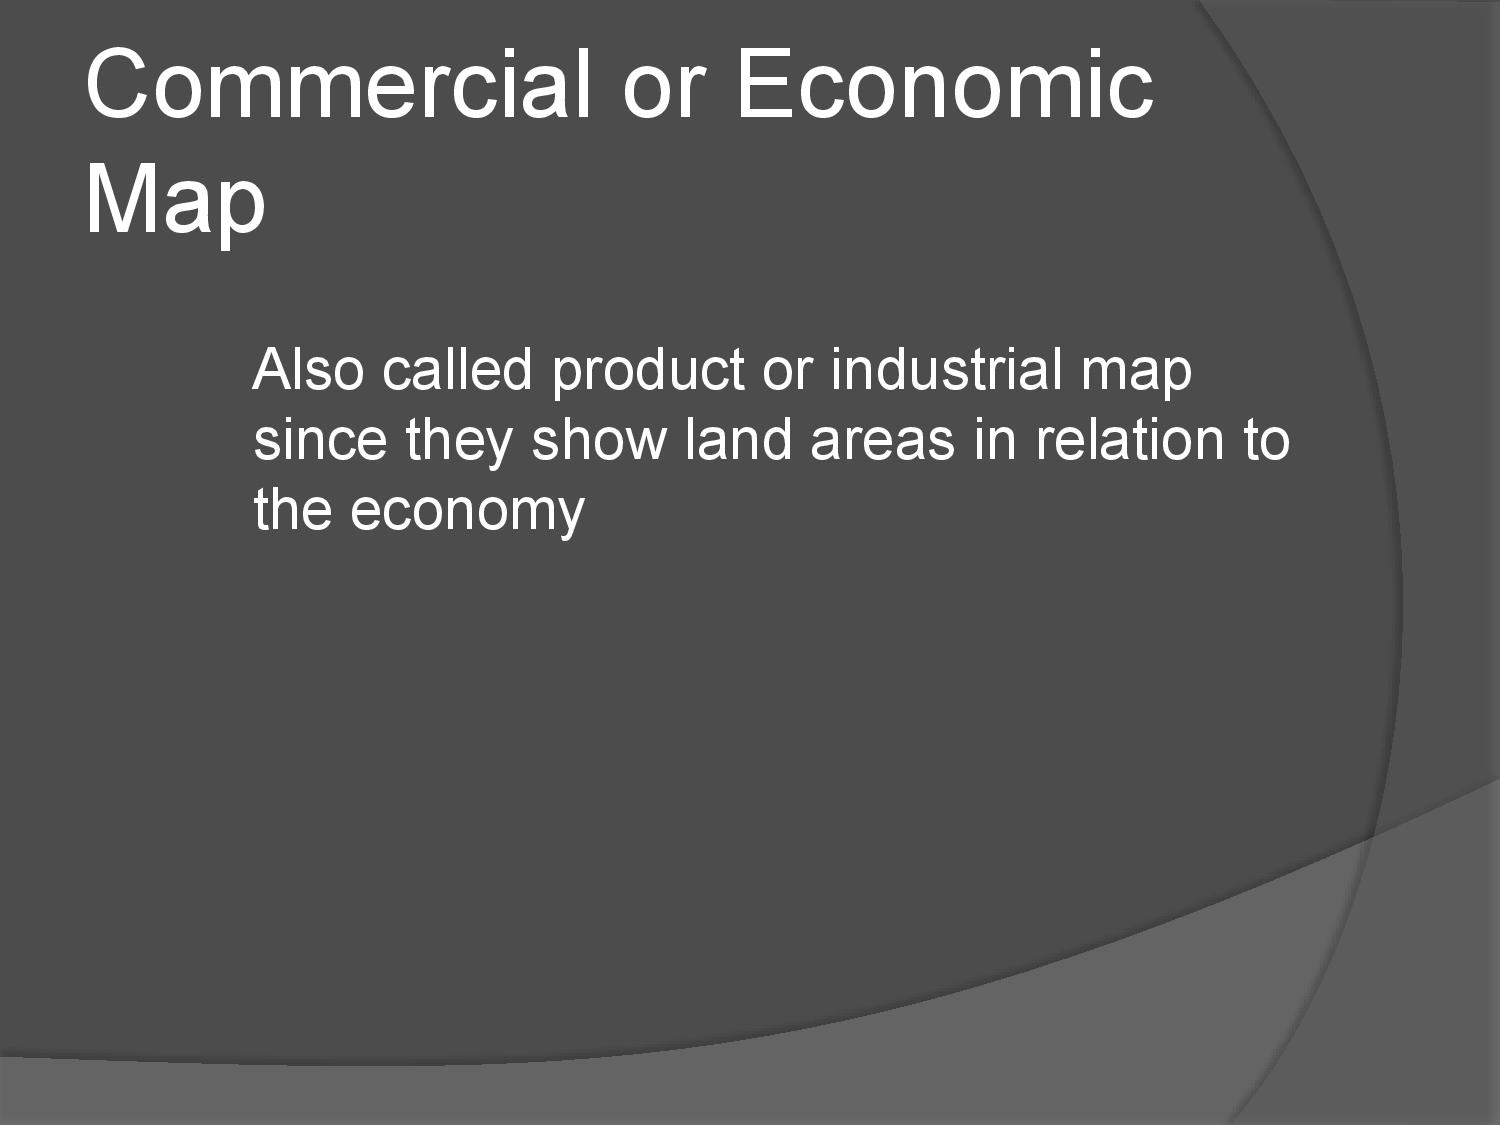 Commercial or Economic
Map
Also called product or industrial map
since they show land areas in relation to
the economy